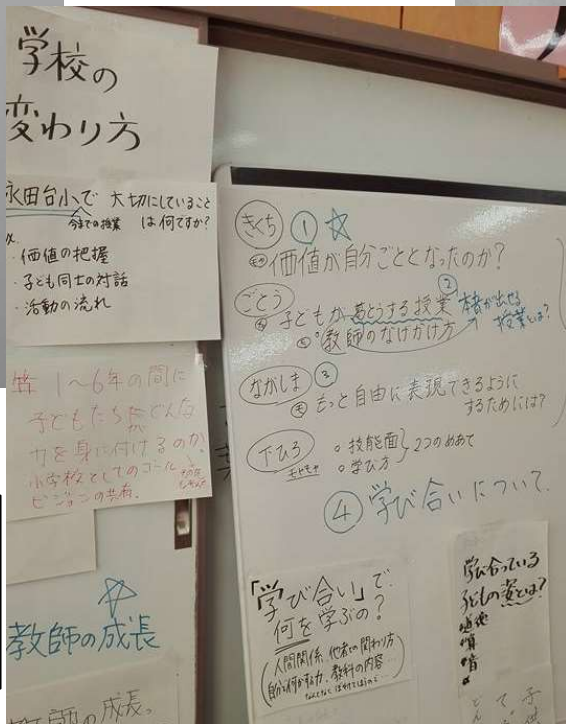 学校の
変わり方
永田台小で 大切にしていること
今までの授業 は何ですか?
・価値の把握
・子ども同士の対話
・活動の流れ
1〜6年の間に
子どもたちにどんな
力を身に付けるのか。
小学校としてのゴール
ビジョンの共有。
教師の成長
教師の成長。
きくち ①
価値が自分ごととなったのか?
ごとう ②
子どもが 授業 本音が出せる
授業とは?
教師のなげかけ方
ながしま ③
もっと自由に表現できるように
するためには?
下ひろ 。技能面
。学び方 2つのめあて
④ 学び合いについて
「学び合い」で
何を学ぶの?
人間関係、他者との関わり方
教科の内容…
学び合っている
子どもの姿とは?